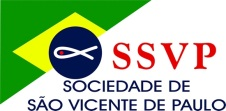 SSVP
SOCIEDADE DE
SÃO VICENTE DE PAULO